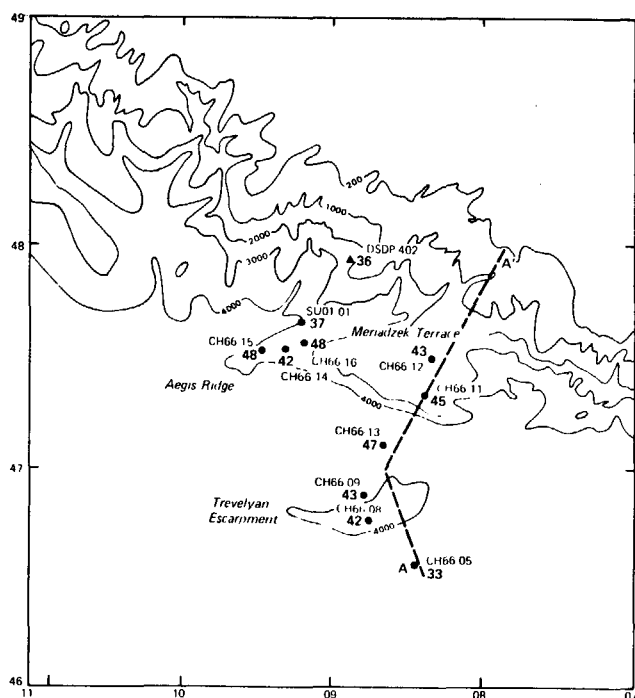 49
200
1000
2000
48
DSDP 402
36
A'
3000
4000
SU01 01
37
Meriadzek Terrace
CH66 15
48
48
43
42
CH66 16
CH66 12
CH66 14
CH66 11
Aegis Ridge
4000
45
CH66 13
47
47
CH66 09
43
Trevelyan
Escarpment
CH66 08
42
4000
A
CH66 05
33
46
11
10
09
08